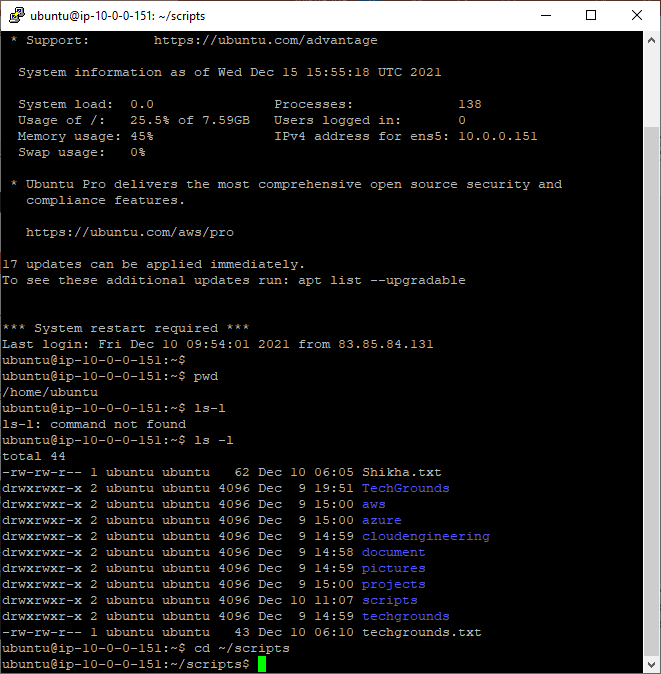 ubuntu@ip-10-0-0-151: ~/scripts
 * Support:        https://ubuntu.com/advantage

  System information as of Wed Dec 15 15:55:18 UTC 2021

  System load:  0.0               Processes:             138
  Usage of /:   25.5% of 7.59GB   Users logged in:       0
  Memory usage: 45%               IPv4 address for ens5: 10.0.0.151
  Swap usage:   0%

 * Ubuntu Pro delivers the most comprehensive open source security and
   compliance features.

   https://ubuntu.com/aws/pro

17 updates can be applied immediately.
To see these additional updates run: apt list --upgradable


*** System restart required ***
Last login: Fri Dec 10 09:54:01 2021 from 83.85.84.131
ubuntu@ip-10-0-0-151:~$
ubuntu@ip-10-0-0-151:~$ pwd
/home/ubuntu
ubuntu@ip-10-0-0-151:~$ ls-l
ls-l: command not found
ubuntu@ip-10-0-0-151:~$ ls -l
total 44
-rw-rw-r-- 1 ubuntu ubuntu   62 Dec 10 06:05 Shikha.txt
drwxrwxr-x 2 ubuntu ubuntu 4096 Dec  9 19:51 TechGrounds
drwxrwxr-x 2 ubuntu ubuntu 4096 Dec  9 15:00 aws
drwxrwxr-x 2 ubuntu ubuntu 4096 Dec  9 15:00 azure
drwxrwxr-x 2 ubuntu ubuntu 4096 Dec  9 14:59 cloudengineering
drwxrwxr-x 2 ubuntu ubuntu 4096 Dec  9 14:58 document
drwxrwxr-x 2 ubuntu ubuntu 4096 Dec  9 14:59 pictures
drwxrwxr-x 2 ubuntu ubuntu 4096 Dec  9 15:00 projects
drwxrwxr-x 2 ubuntu ubuntu 4096 Dec 10 11:07 scripts
drwxrwxr-x 2 ubuntu ubuntu 4096 Dec  9 14:59 techgrounds
-rw-rw-r-- 1 ubuntu ubuntu   43 Dec 10 06:10 techgrounds.txt
ubuntu@ip-10-0-0-151:~$ cd ~/scripts
ubuntu@ip-10-0-0-151:~/scripts$